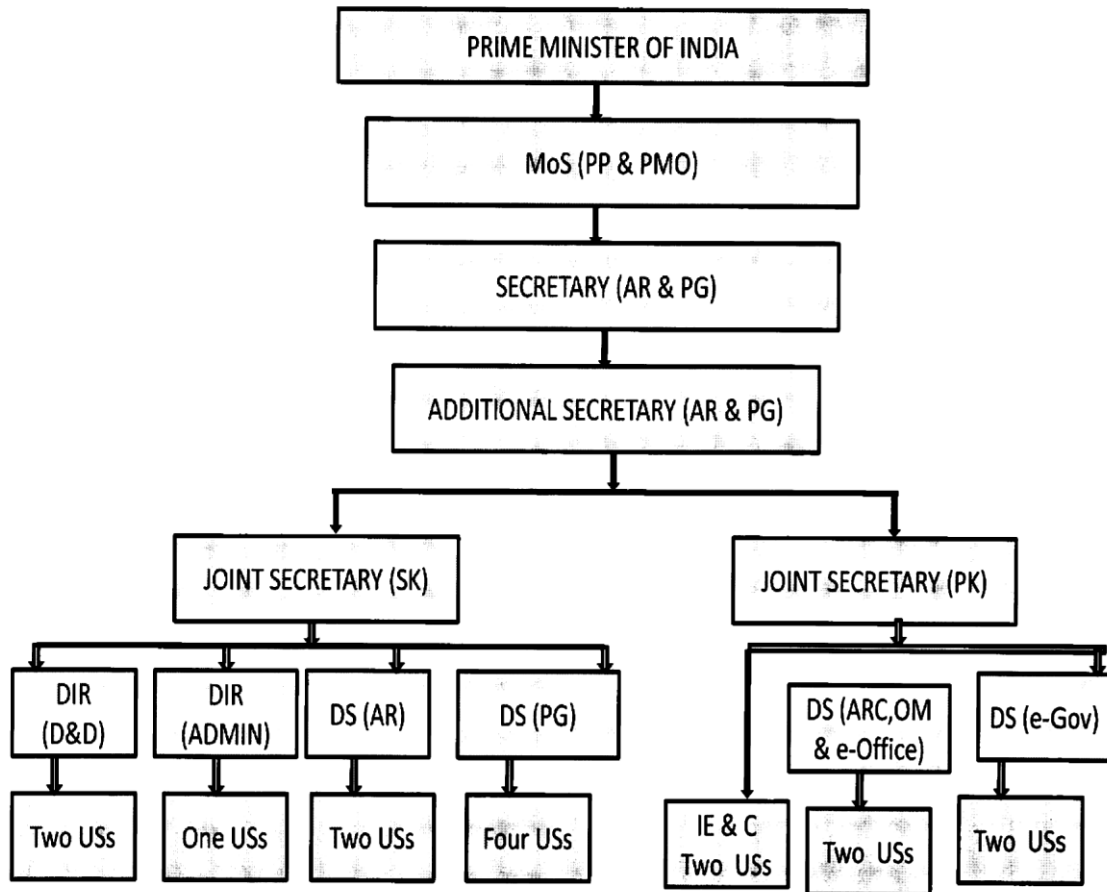 PRIME MINISTER OF INDIA
MoS (PP & PMO)
SECRETARY (AR & PG)
ADDITIONAL SECRETARY (AR & PG)
JOINT SECRETARY (SK)
JOINT SECRETARY (PK)
DIR
(D&D)
DIR
(ADMIN)
DS (AR)
DS (PG)
DS (ARC,OM
& e-Office)
DS (e-Gov)
Two USs
One USs
Two USs
Four USs
IE & C
Two USs
Two USs
Two USs